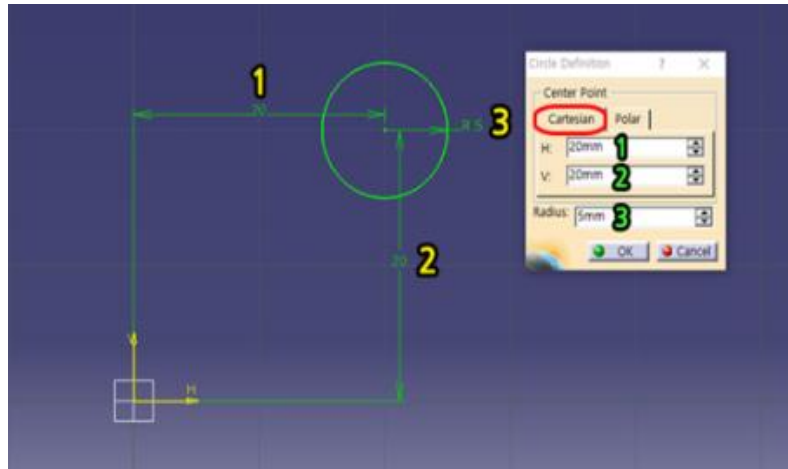 1
20
R 5
3
20
2
V
H
Circle Definition ? ×
Center Point
Cartesian Polar
H: 20mm 1
V: 20mm 2
Radius: 5mm 3
OK Cancel